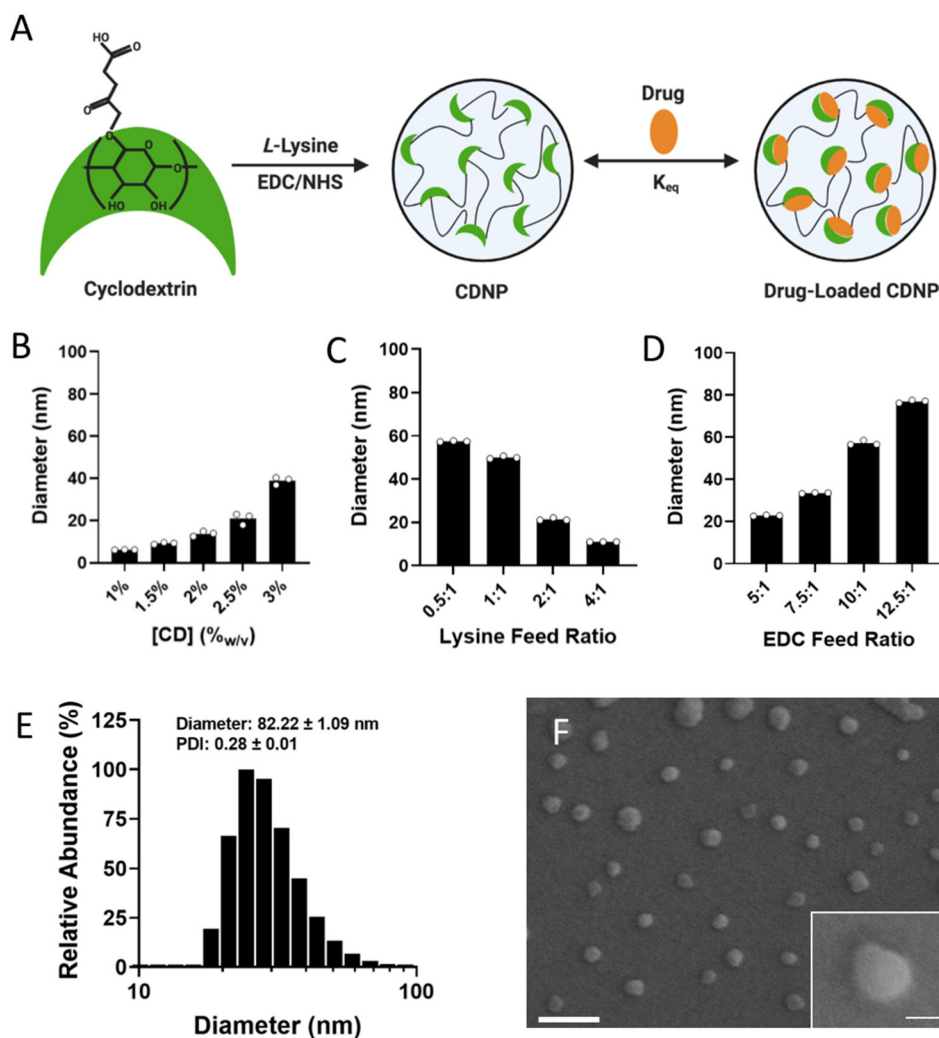 A
HO
O
O
O
O
O
HO
OH
Cyclodextrin
L-Lysine
EDC/NHS
CDNP
Drug
Keq
Drug-Loaded CDNP
B
Diameter (nm)
100
80
60
40
20
0
1%
1.5%
2%
2.5%
3%
[CD] (%w/v)
C
Diameter (nm)
100
80
60
40
20
0
0.5:1
1:1
2:1
4:1
Lysine Feed Ratio
D
Diameter (nm)
100
80
60
40
20
0
5:1
7.5:1
10:1
12.5:1
EDC Feed Ratio
E
Relative Abundance (%)
125
100
75
50
25
0
Diameter: 82.22 ± 1.09 nm
PDI: 0.28 ± 0.01
10
100
Diameter (nm)
F